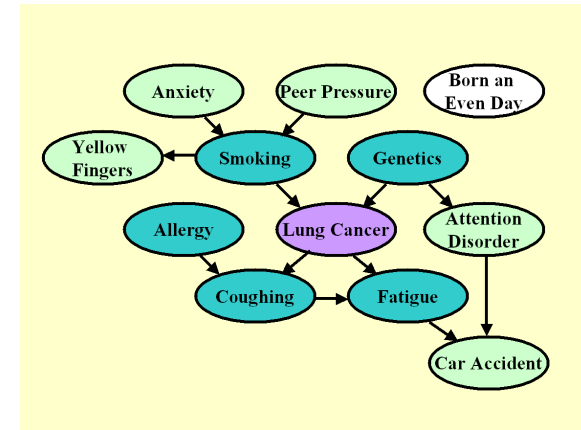 Anxiety
Peer Pressure
Born an
Even Day
Yellow
Fingers
Smoking
Genetics
Allergy
Lung Cancer
Attention
Disorder
Coughing
Fatigue
Car Accident